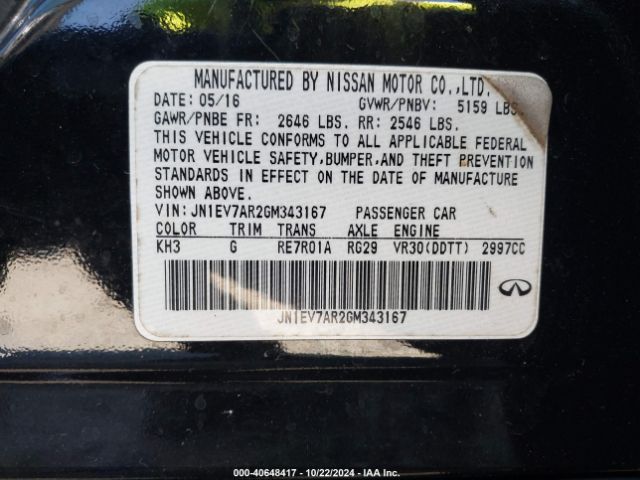 MANUFACTURED BY NISSAN MOTOR CO.,LTD.
DATE: 05/16 GVWR/PNBV: 5159 LBS.
GAWR/PNBE FR: 2646 LBS. RR: 2546 LBS.
THIS VEHICLE CONFORMS TO ALL APPLICABLE FEDERAL
MOTOR VEHICLE SAFETY,BUMPER,AND THEFT PREVENTION
STANDARDS IN EFFECT ON THE DATE OF MANUFACTURE
SHOWN ABOVE.
VIN: JN1EV7AR2GM343167 PASSENGER CAR
COLOR TRIM TRANS AXLE ENGINE
KH3 G RE7R01A RG29 VR30(DDTT) 2997CC
JN1EV7AR2GM343167
000-40648417 - 10/22/2024 - IAA Inc.